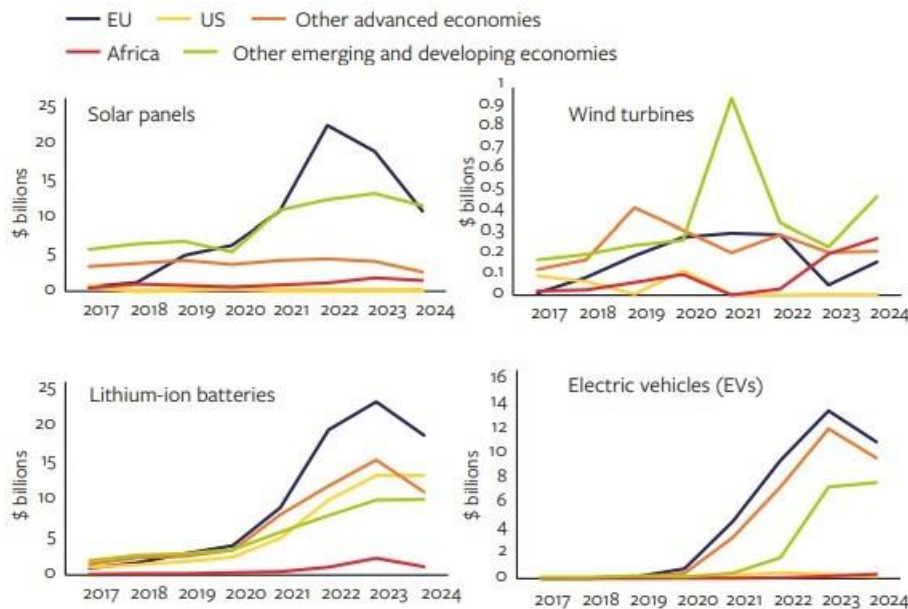 EU US Other advanced economies
Africa Other emerging and developing economies
Solar panels
$ billions
25
20
15
10
5
0
2017 2018 2019 2020 2021 2022 2023 2024
Wind turbines
$ billions
1
0.9
0.8
0.7
0.6
0.5
0.4
0.3
0.2
0.1
0
2017 2018 2019 2020 2021 2022 2023 2024
Lithium-ion batteries
$ billions
25
20
15
10
5
0
2017 2018 2019 2020 2021 2022 2023 2024
Electric vehicles (EVs)
$ billions
16
14
12
10
8
6
4
2
0
2017 2018 2019 2020 2021 2022 2023 2024